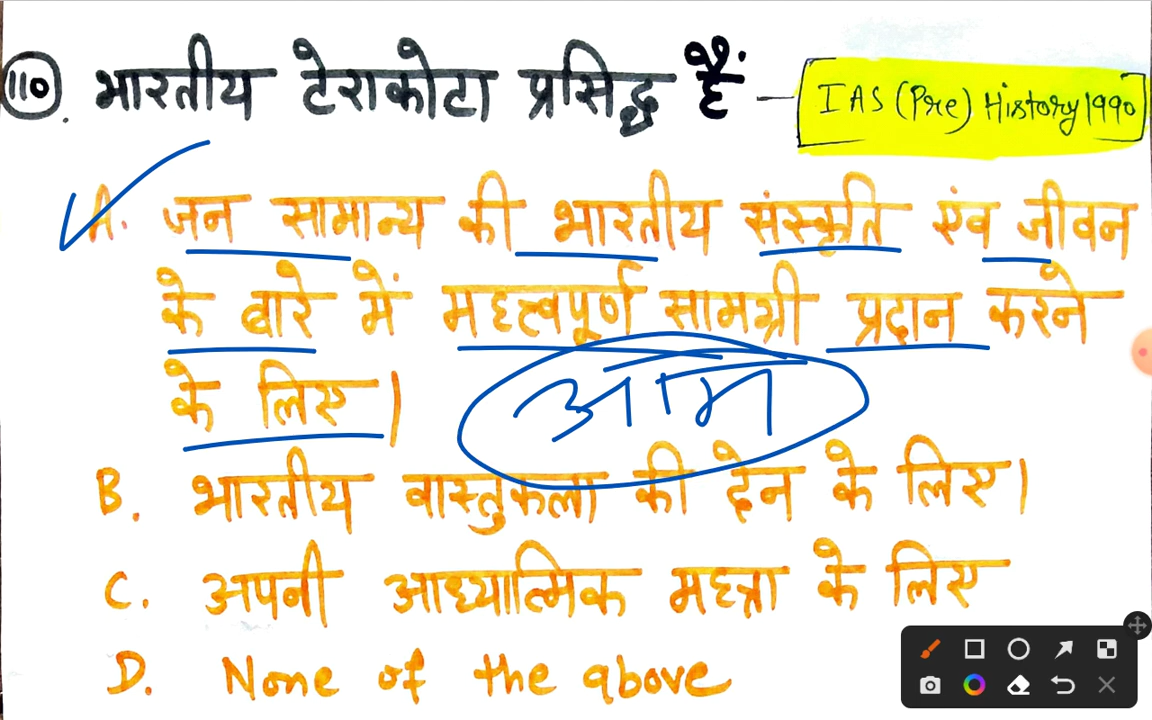 110. भारतीय टेराकोटा प्रसिद्ध हैं - [IAS (Pre) History 1990]
A. जन सामान्य की भारतीय संस्कृति एंव जीवन
के बारे में महत्वपूर्ण सामग्री प्रदान करने
के लिए।
आम
B. भारतीय वास्तुकला की देन के लिए।
C. अपनी आध्यात्मिक महत्ता के लिए
D. None of the above